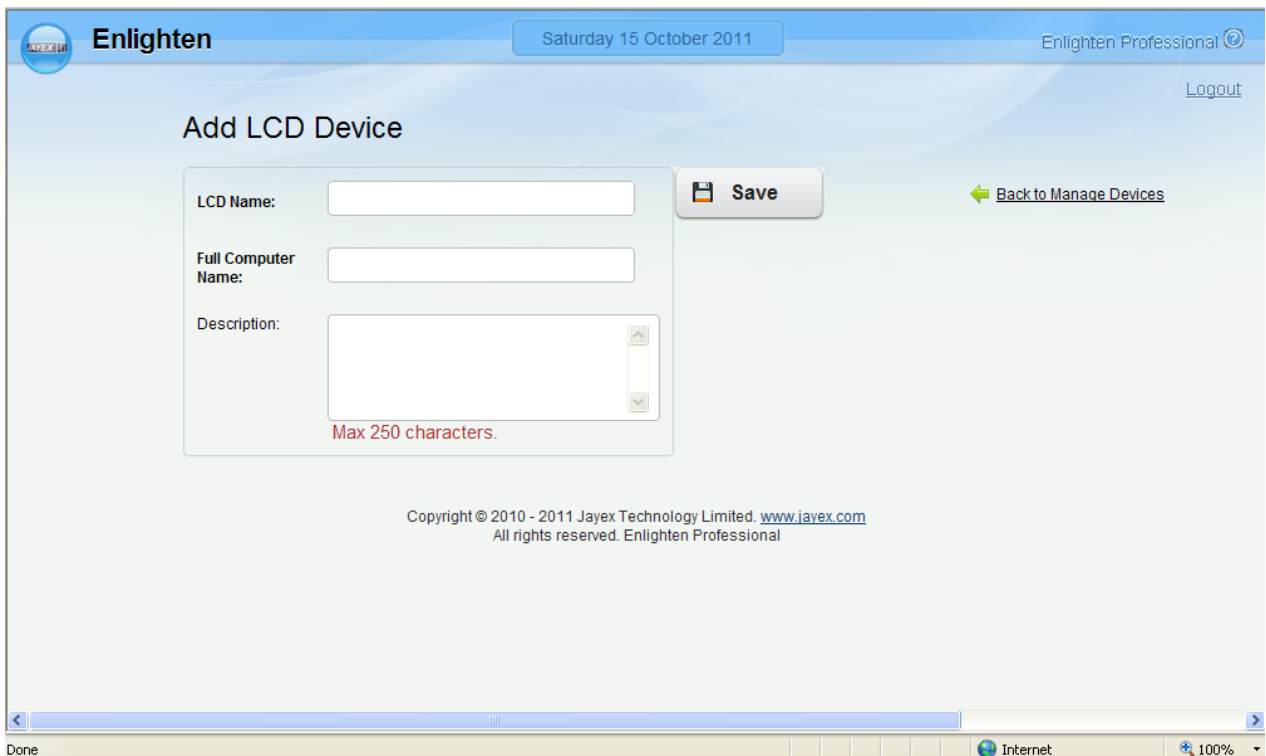 JAYEX
Enlighten
Saturday 15 October 2011
Enlighten Professional
Logout
Add LCD Device
LCD Name:
Save
Back to Manage Devices
Full Computer
Name:
Description:
Max 250 characters.
Copyright © 2010 - 2011 Jayex Technology Limited. www.jayex.com
All rights reserved. Enlighten Professional
Done
Internet
100%